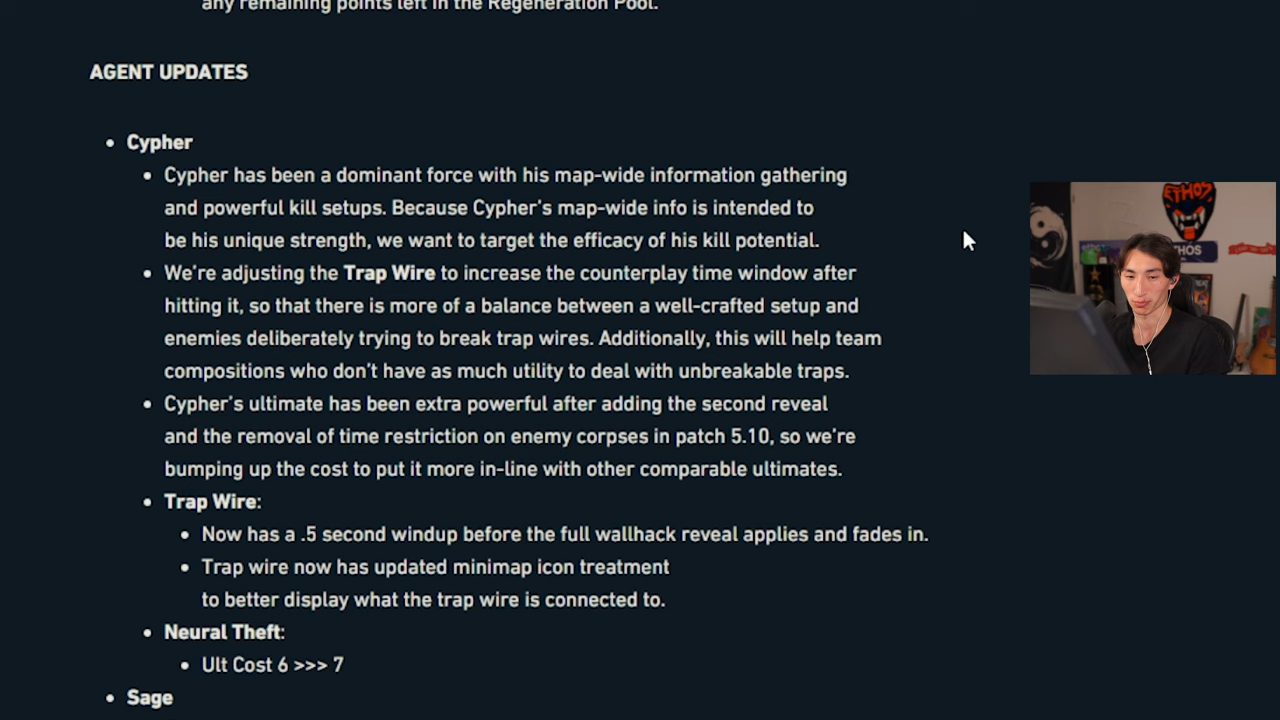 any remaining points left in the Regeneration Pool.
AGENT UPDATES
• Cypher
• Cypher has been a dominant force with his map-wide information gathering
and powerful kill setups. Because Cypher's map-wide info is intended to
be his unique strength, we want to target the efficacy of his kill potential.
• We're adjusting the Trap Wire to increase the counterplay time window after
hitting it, so that there is more of a balance between a well-crafted setup and
enemies deliberately trying to break trap wires. Additionally, this will help team
compositions who don't have as much utility to deal with unbreakable traps.
• Cypher's ultimate has been extra powerful after adding the second reveal
and the removal of time restriction on enemy corpses in patch 5.10, so we're
bumping up the cost to put it more in-line with other comparable ultimates.
• Trap Wire:
• Now has a .5 second windup before the full wallhack reveal applies and fades in.
• Trap wire now has updated minimap icon treatment
to better display what the trap wire is connected to.
• Neural Theft:
• Ult Cost 6 >>> 7
• Sage
ETHOS